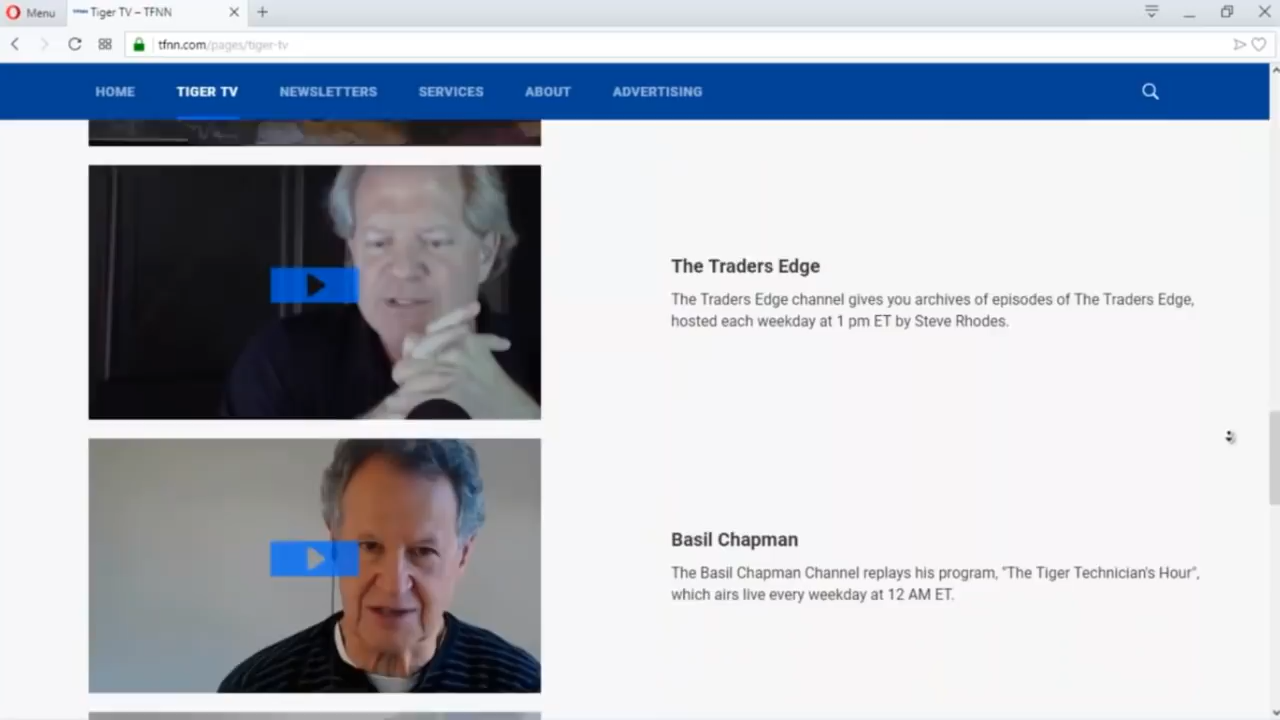 Menu
Tiger TV – TFNN
tfnn.com/pages/tiger-tv
HOME TIGER TV NEWSLETTERS SERVICES ABOUT ADVERTISING
The Traders Edge
The Traders Edge channel gives you archives of episodes of The Traders Edge,
hosted each weekday at 1 pm ET by Steve Rhodes.
Basil Chapman
The Basil Chapman Channel replays his program, "The Tiger Technician's Hour",
which airs live every weekday at 12 AM ET.